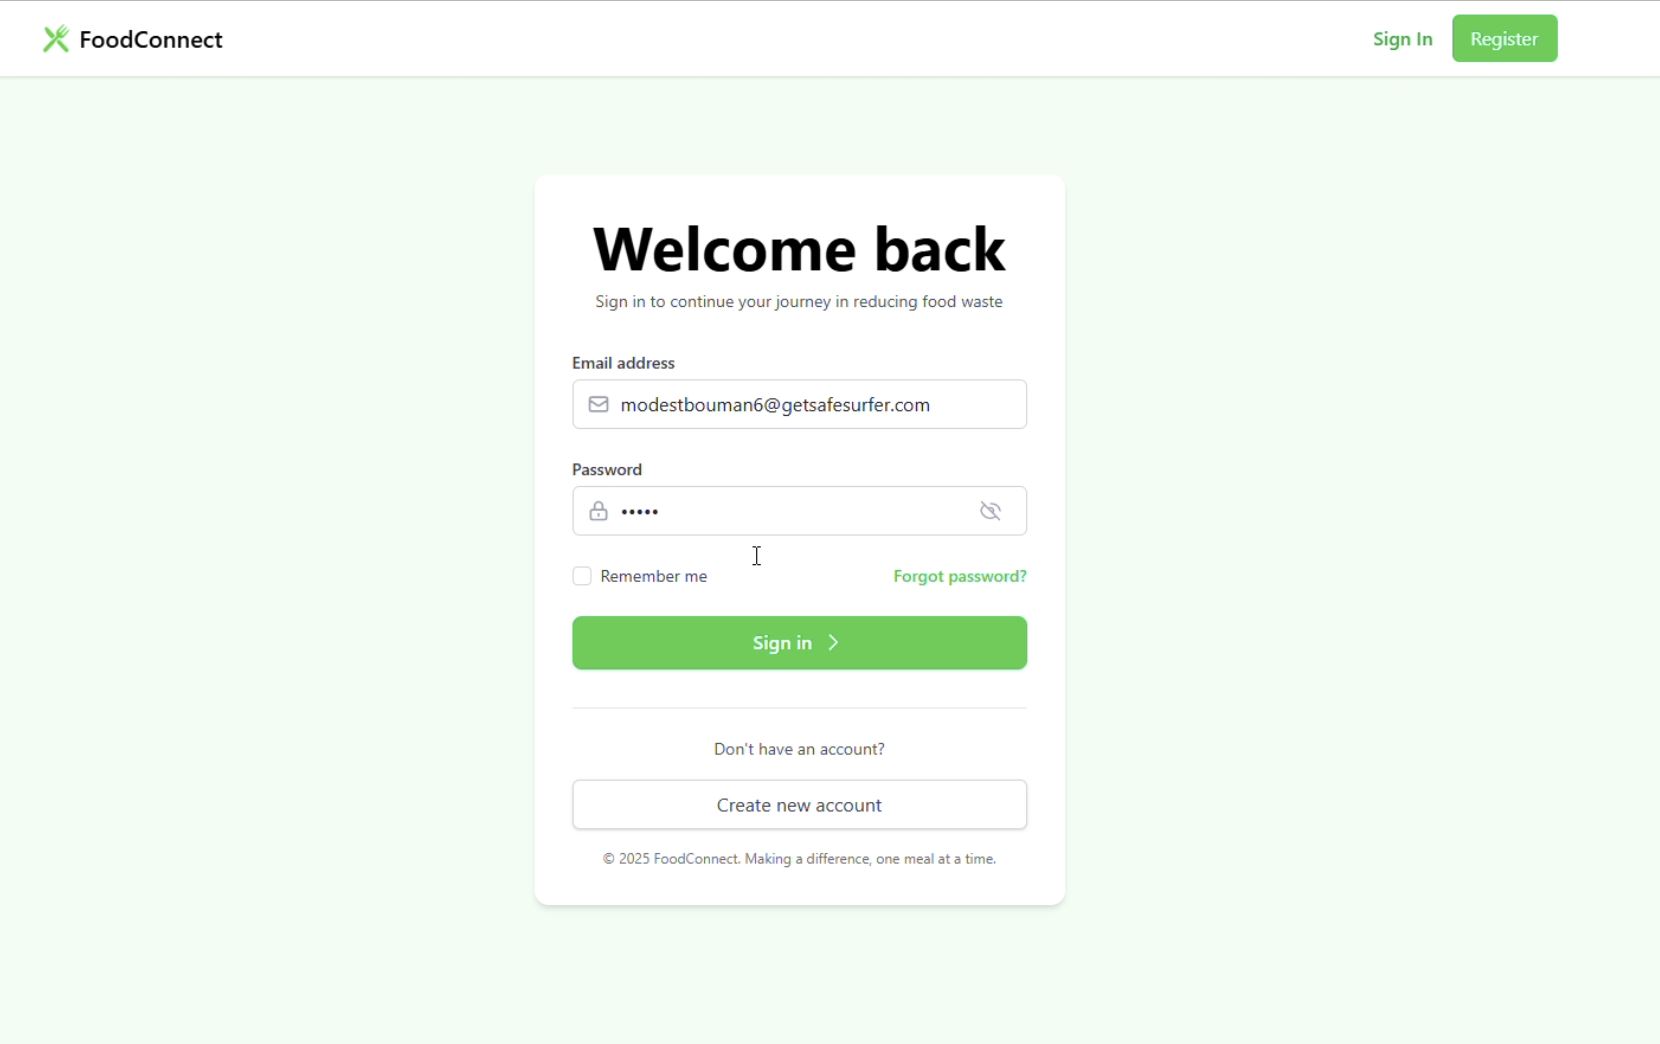 FoodConnect
Sign In
Register
Welcome back
Sign in to continue your journey in reducing food waste
Email address
modestbouman6@getsafesurfer.com
Password
•••••
Remember me
Forgot password?
Sign in
Don't have an account?
Create new account
© 2025 FoodConnect. Making a difference, one meal at a time.